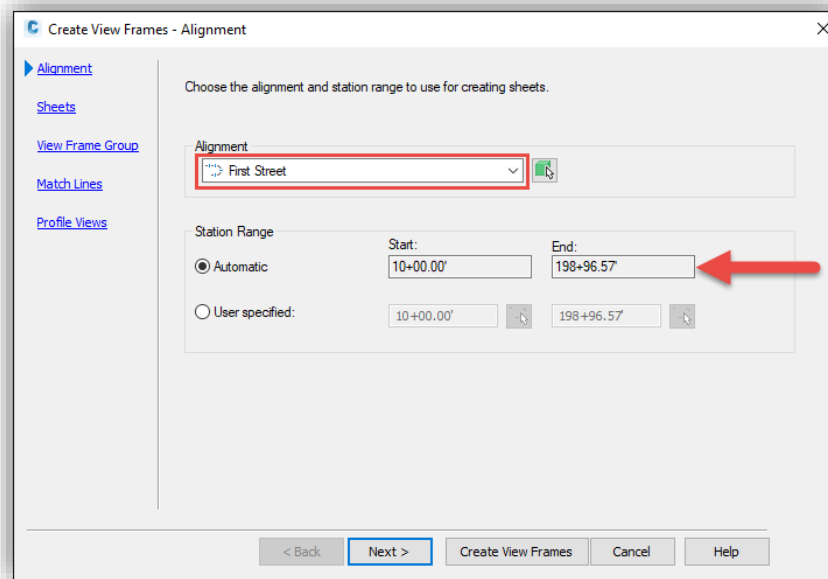 Create View Frames - Alignment
Alignment
Sheets
View Frame Group
Match Lines
Profile Views
Choose the alignment and station range to use for creating sheets.
Alignment
First Street
Station Range
Start: End:
Automatic 10+00.00' 198+96.57'
User specified: 10+00.00' 198+96.57'
< Back Next > Create View Frames Cancel Help